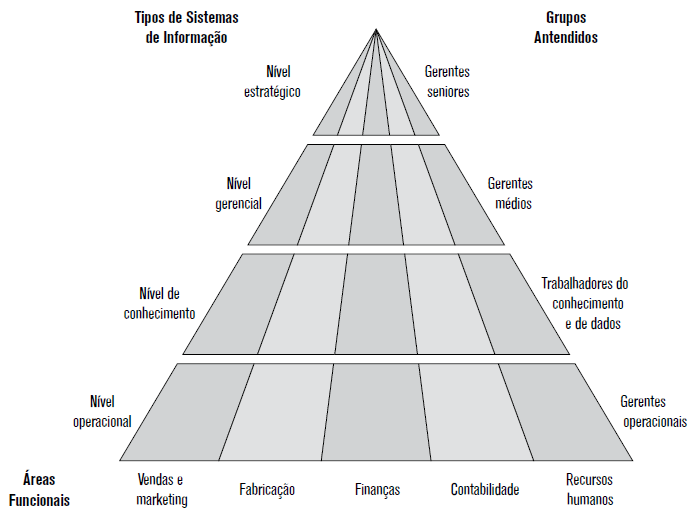 Tipos de Sistemas
de Informação
Grupos
Antendidos
Nível
estratégico
Gerentes
seniores
Nível
gerencial
Gerentes
médios
Nível de
conhecimento
Trabalhadores do
conhecimento
e de dados
Nível
operacional
Gerentes
operacionais
Áreas
Funcionais
Vendas e
marketing
Fabricação
Finanças
Contabilidade
Recursos
humanos